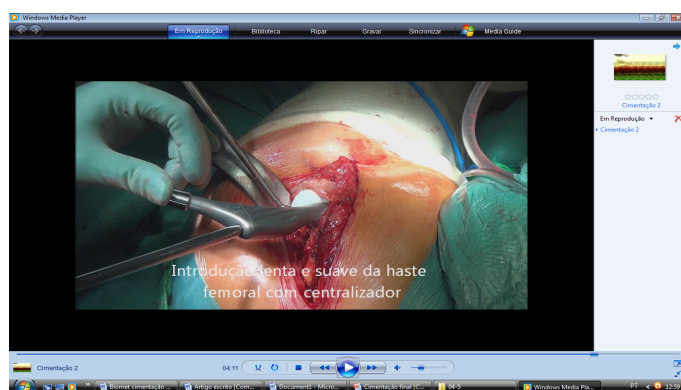 Windows Media Player
Em Reprodução Biblioteca Ripar Gravar Sincronizar Media Guide
Cimentação 2
Em Reprodução
Cimentação 2
Introdução lenta e suave da haste
femoral com centralizador
Cimentação 2 04:11
Biomet cimentação ... Artigo escrito [Com... Document1 - Micro... Cimentação final [C... 04-5 Windows Media Pla... PT 12:59